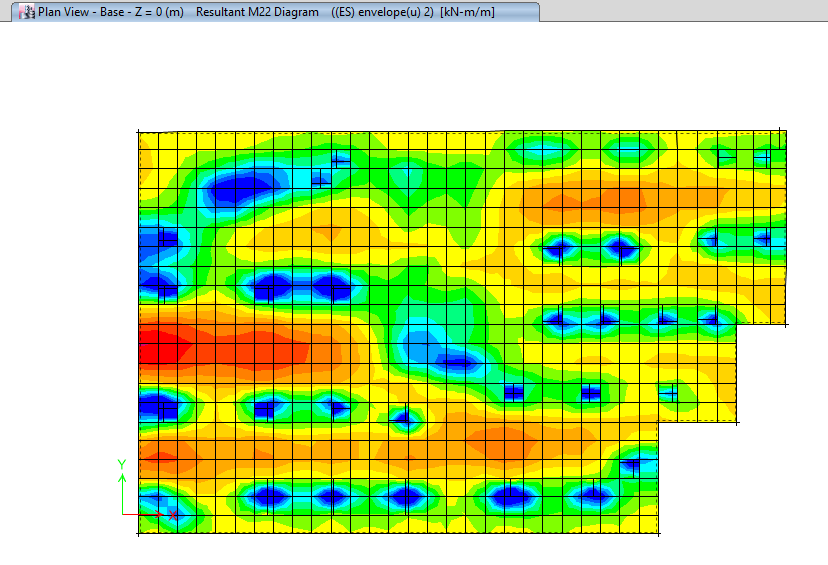 Plan View - Base - Z = 0 (m)    Resultant M22 Diagram    ((ES) envelope(u) 2)  [kN-m/m]
Y
X